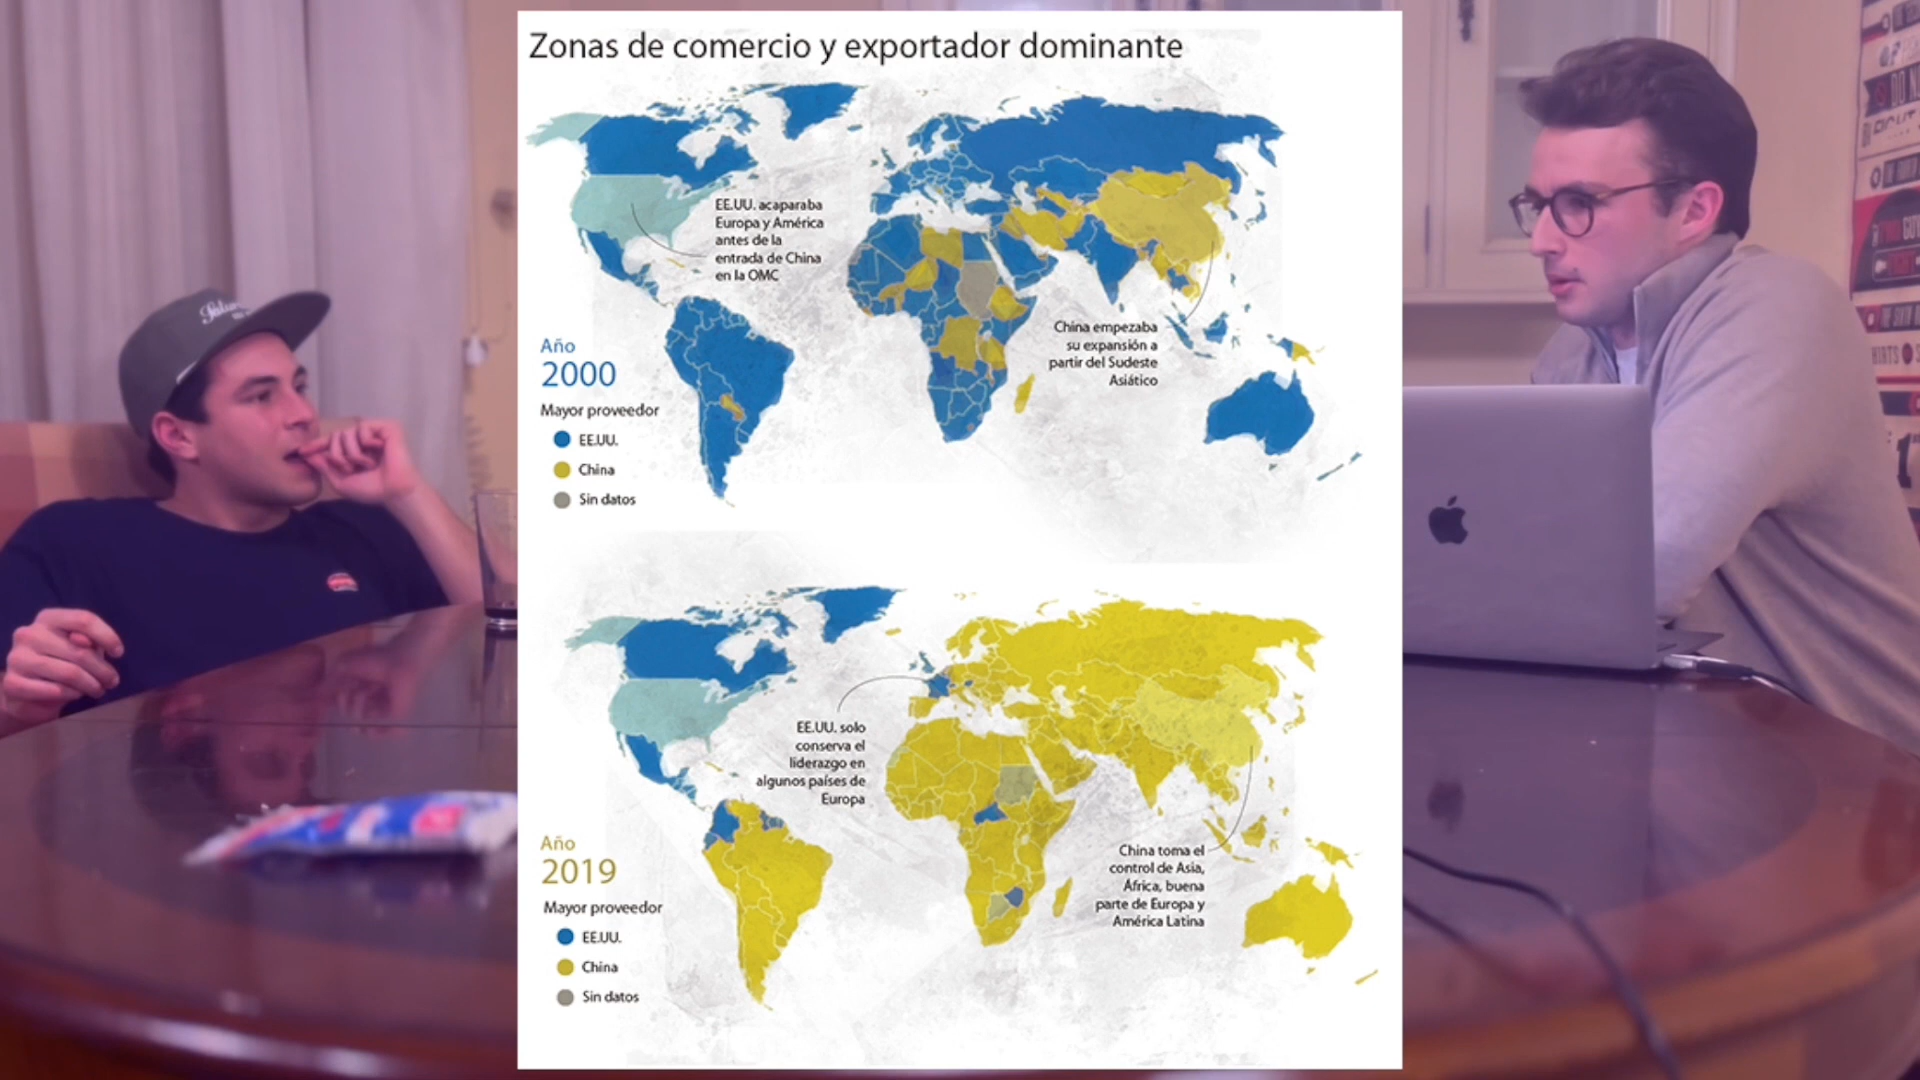 Zonas de comercio y exportador dominante
EE.UU. acaparaba
Europa y América
antes de la
entrada de China
en la OMC
China empezaba
su expansión a
partir del Sudeste
Asiático
Año
2000
Mayor proveedor
EE.UU.
China
Sin datos
EE.UU. solo
conserva el
liderazgo en
algunos países de
Europa
China toma el
control de Asia,
África, buena
parte de Europa y
América Latina
Año
2019
Mayor proveedor
EE.UU.
China
Sin datos
DO N